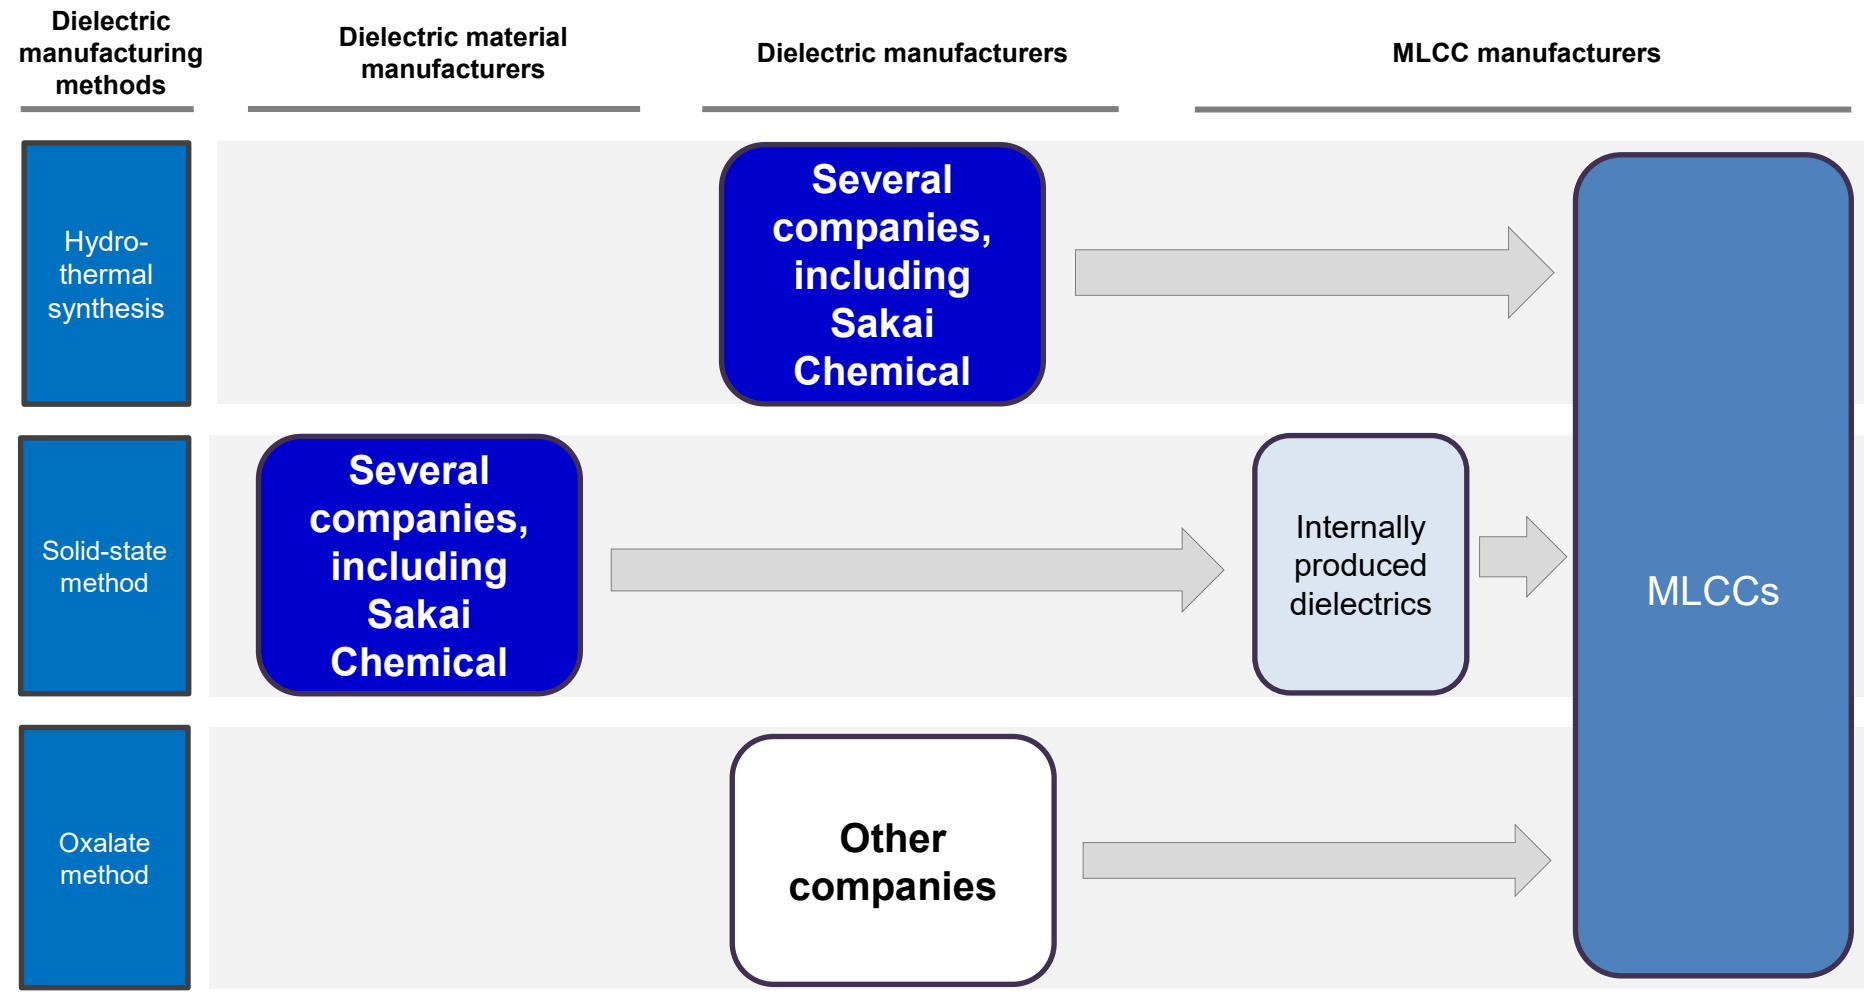 Dielectric
manufacturing
methods
Dielectric material
manufacturers
Dielectric manufacturers
MLCC manufacturers
Hydro-
thermal
synthesis
Several
companies,
including
Sakai
Chemical
Solid-state
method
Several
companies,
including
Sakai
Chemical
Internally
produced
dielectrics
MLCCs
Oxalate
method
Other
companies